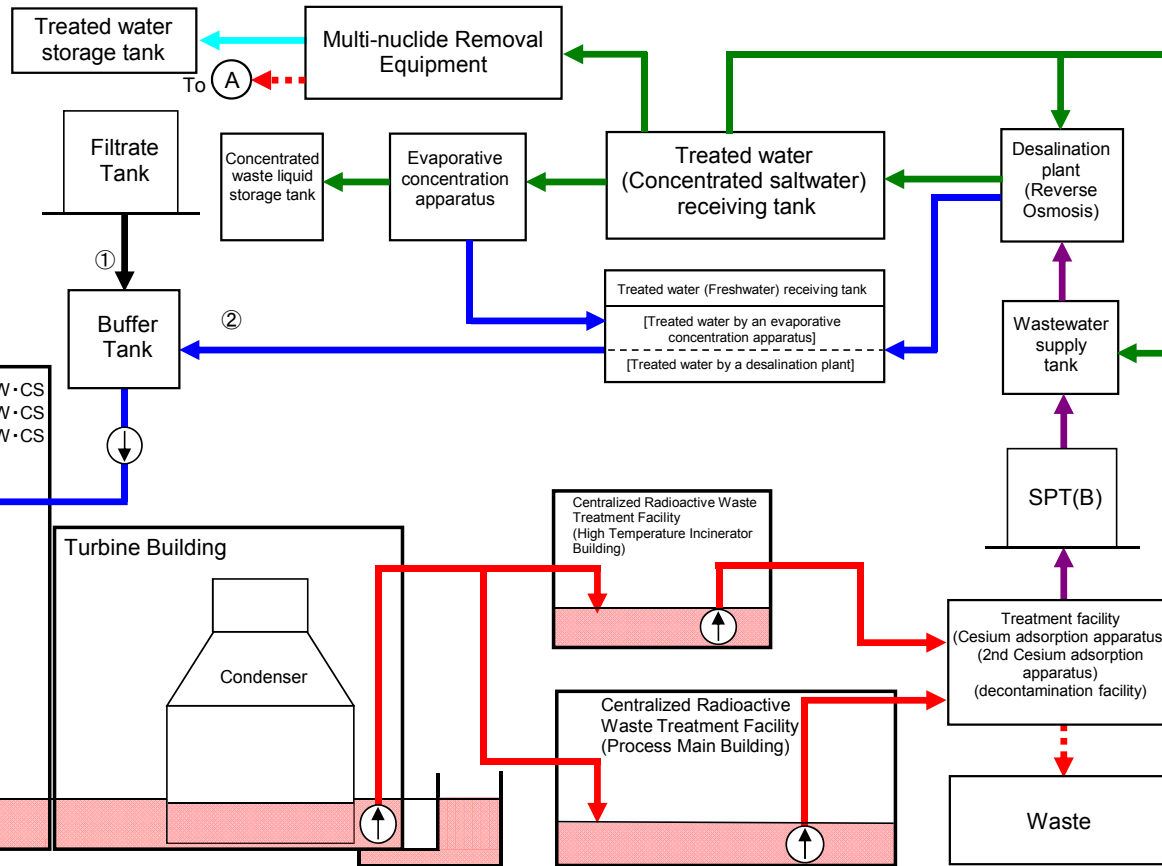 Treated water
storage tank
Multi-nuclide Removal
Equipment
To A
Filtrate
Tank
Concentrated
waste liquid
storage tank
Evaporative
concentration
apparatus
Treated water
(Concentrated saltwater)
receiving tank
Desalination
plant
(Reverse
Osmosis)
①
②
Buffer
Tank
Treated water (Freshwater) receiving tank
[Treated water by an evaporative
concentration apparatus]
[Treated water by a desalination plant]
Wastewater
supply
tank
W・CS
W・CS
W・CS
SPT(B)
Turbine Building
Condenser
Centralized Radioactive Waste
Treatment Facility
(High Temperature Incinerator
Building)
Centralized Radioactive
Waste Treatment Facility
(Process Main Building)
Treatment facility
(Cesium adsorption apparatus
(2nd Cesium adsorption
apparatus)
(decontamination facility)
Waste